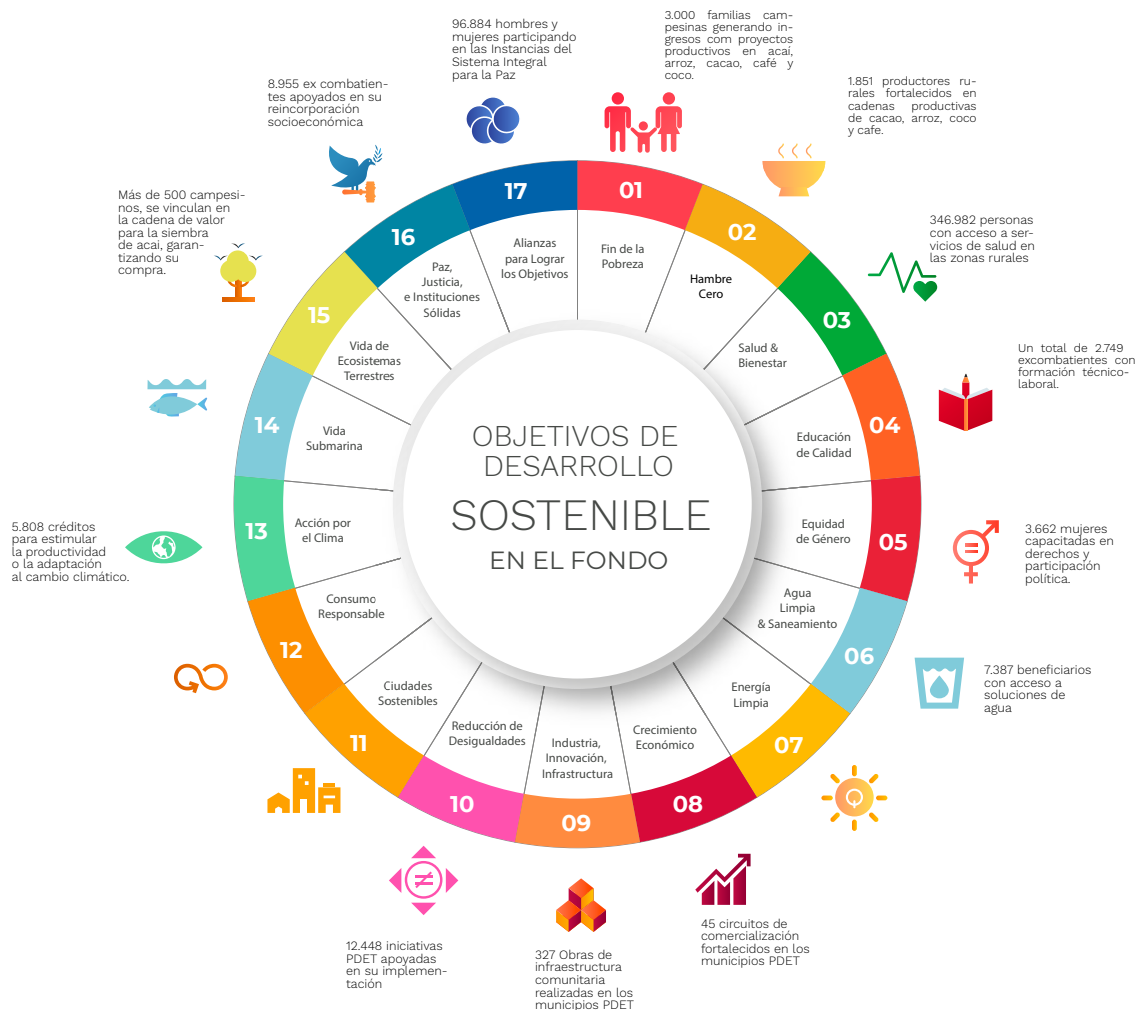 OBJETIVOS DE
DESARROLLO
SOSTENIBLE
EN EL FONDO
01
Fin de la
Pobreza
3.000 familias cam-
pesinas generando in-
gresos com proyectos
productivos en acaí,
arroz, cacao, café y
coco.
02
Hambre
Cero
1.851 productores ru-
rales fortalecidos en
cadenas productivas
de cacao, arroz, coco
y cafe.
03
Salud &
Bienestar
346.982 personas
con acceso a ser-
vicios de salud en
las zonas rurales
04
Educación
de Calidad
Un total de 2.749
excombatientes con
formación técnico-
laboral.
05
Equidad
de Género
3.662 mujeres
capacitadas en
derechos y
participación
política.
06
Agua
Limpia
& Saneamiento
7.387 beneficiarios
con acceso a
soluciones de
agua
07
Energía
Limpia
08
Crecimiento
Económico
45 circuitos de
comercialización
fortalecidos en los
municipios PDET
09
Industria,
Innovación,
Infrastructura
327 Obras de
infraestructura
comunitaria
realizadas en los
municipios PDET
10
Reducción de
Desigualdades
12.448 iniciativas
PDET apoyadas
en su implemen-
tación
11
Ciudades
Sostenibles
12
Consumo
Responsable
13
Acción por
el Clima
5.808 créditos
para estimular
la productividad
o la adaptación
al cambio climático.
14
Vida
Submarina
15
Vida de
Ecosistemas
Terrestres
Más de 500 campesi-
nos, se vinculan en
la cadena de valor
para la siembra
de acai, garan-
tizando su
compra.
16
Paz,
Justicia,
e Instituciones
Sólidas
8.955 ex combatien-
tes apoyados en su
reincorporación
socioeconómica
17
Alianzas
para Lograr
los Objetivos
96.884 hombres y
mujeres participando
en las Instancias del
Sistema Integral
para la Paz